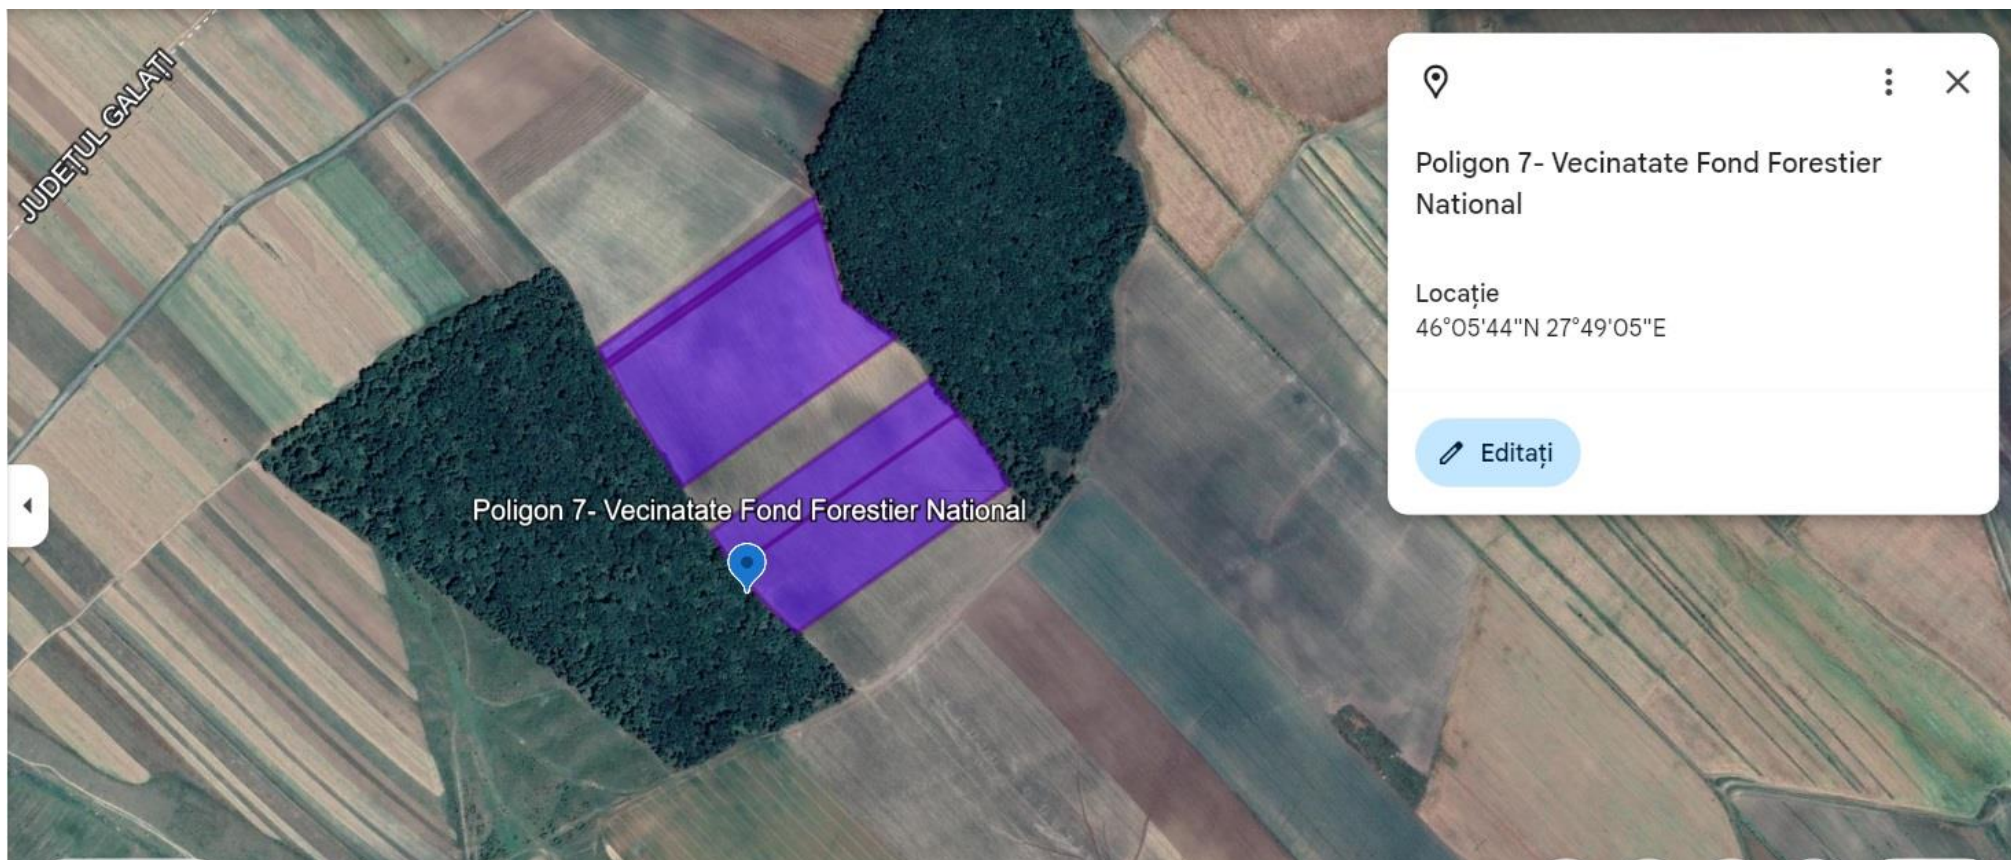 JUDEȚUL GALAȚI
Poligon 7- Vecinatate Fond Forestier
National
Locație
46°05'44"N 27°49'05"E
Editați
Poligon 7- Vecinatate Fond Forestier National